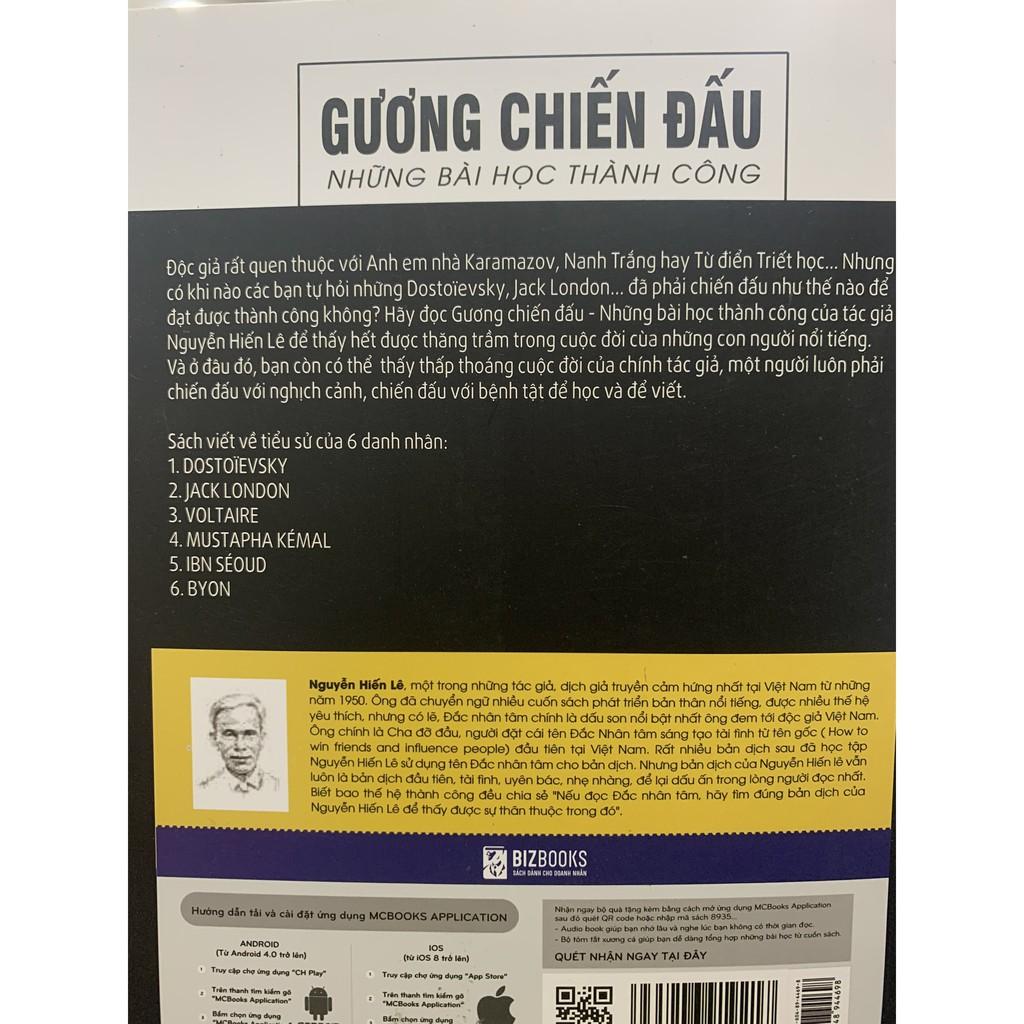 GƯƠNG CHIẾN ĐẤU
NHỮNG BÀI HỌC THÀNH CÔNG
Độc giả rất quen thuộc với Anh em nhà Karamazov, Nanh Trắng hay Từ điển Triết học... Nhưng
có khi nào các bạn tự hỏi những Dostoïevsky, Jack London... đã phải chiến đấu như thế nào để
đạt được thành công không? Hãy đọc Gương chiến đấu - Những bài học thành công của tác giả
Nguyễn Hiến Lê để thấy hết được thăng trầm trong cuộc đời cùa những con người nổi tiếng.
Và ở đâu đó, bạn còn có thể thấy thấp thoáng cuộc đời của chính tác giả, một người luôn phải
chiến đấu với nghịch cảnh, chiến đấu với bệnh tật để học và để viết.
Sách viết về tiểu sử của 6 danh nhân:
1. DOSTOÏEVSKY
2. JACK LONDON
3. VOLTAIRE
4. MUSTAPHA KÉMAL
5. IBN SÉOUD
6. BYON
Nguyễn Hiến Lê, một trong những tác giả, dịch giả truyền cảm hứng nhất tại Việt Nam từ những
năm 1950. Ông đã chuyển ngữ nhiều cuốn sách phát triển bản thân nổi tiếng, được nhiều thế hệ
yêu thích, nhưng có lẽ, Đắc nhân tâm chính là dấu son nổi bật nhất ông đem tới độc giả Việt Nam.
Ông chính là Cha đỡ đầu, người đặt cái tên Đắc Nhân tâm sáng tạo tài tình từ tên gốc ( How to
win friends and influence people) đầu tiên tại Việt Nam. Rất nhiều bản dịch sau đã học tập
Nguyễn Hiến Lê sử dụng tên Đắc nhân tâm cho bản dịch. Nhưng bản dịch của Nguyễn Hiến lê vẫn
luôn là bản dịch đầu tiên, tài tình, uyên bác, nhẹ nhàng, để lại dấu ấn trong lòng người đọc nhất.
Biết bao thế hệ thành công đều chia sẻ "Nếu đọc Đắc nhân tâm, hãy tìm đúng bản dịch của
Nguyễn Hiến Lê để thấy được sự thân thuộc trong đó".
BIZBOOKS
SÁCH DÀNH CHO DOANH NHÂN
Hướng dẫn tải và cài đặt ứng dụng MCBOOKS APPLICATION
ANDROID
(Từ Android 4.0 trở lên)
1 Truy cập chợ ứng dụng "CH Play"
2 Trên thanh tìm kiếm gõ
"MCBooks Application"
3 Bấm chọn ứng dụng
IOS
(từ iOS 8 trở lên)
1 Truy cập chợ ứng dụng "App Store"
2 Trên thanh tìm kiếm gõ
"MCBooks Application"
3 Bấm chọn ứng dụng
Nhận ngay bộ quà tặng kèm bằng cách mở ứng dụng MCBooks Application
sau đó quét QR code hoặc nhập mã sách 8935...
- Audio book giúp bạn nhớ lâu và nghe lúc bạn không có thời gian đọc.
- Bộ tóm tắt xương cá giúp bạn dễ dàng tổng hợp những bài học từ cuốn sách.
QUÉT NHẬN NGAY TẠI ĐÂY